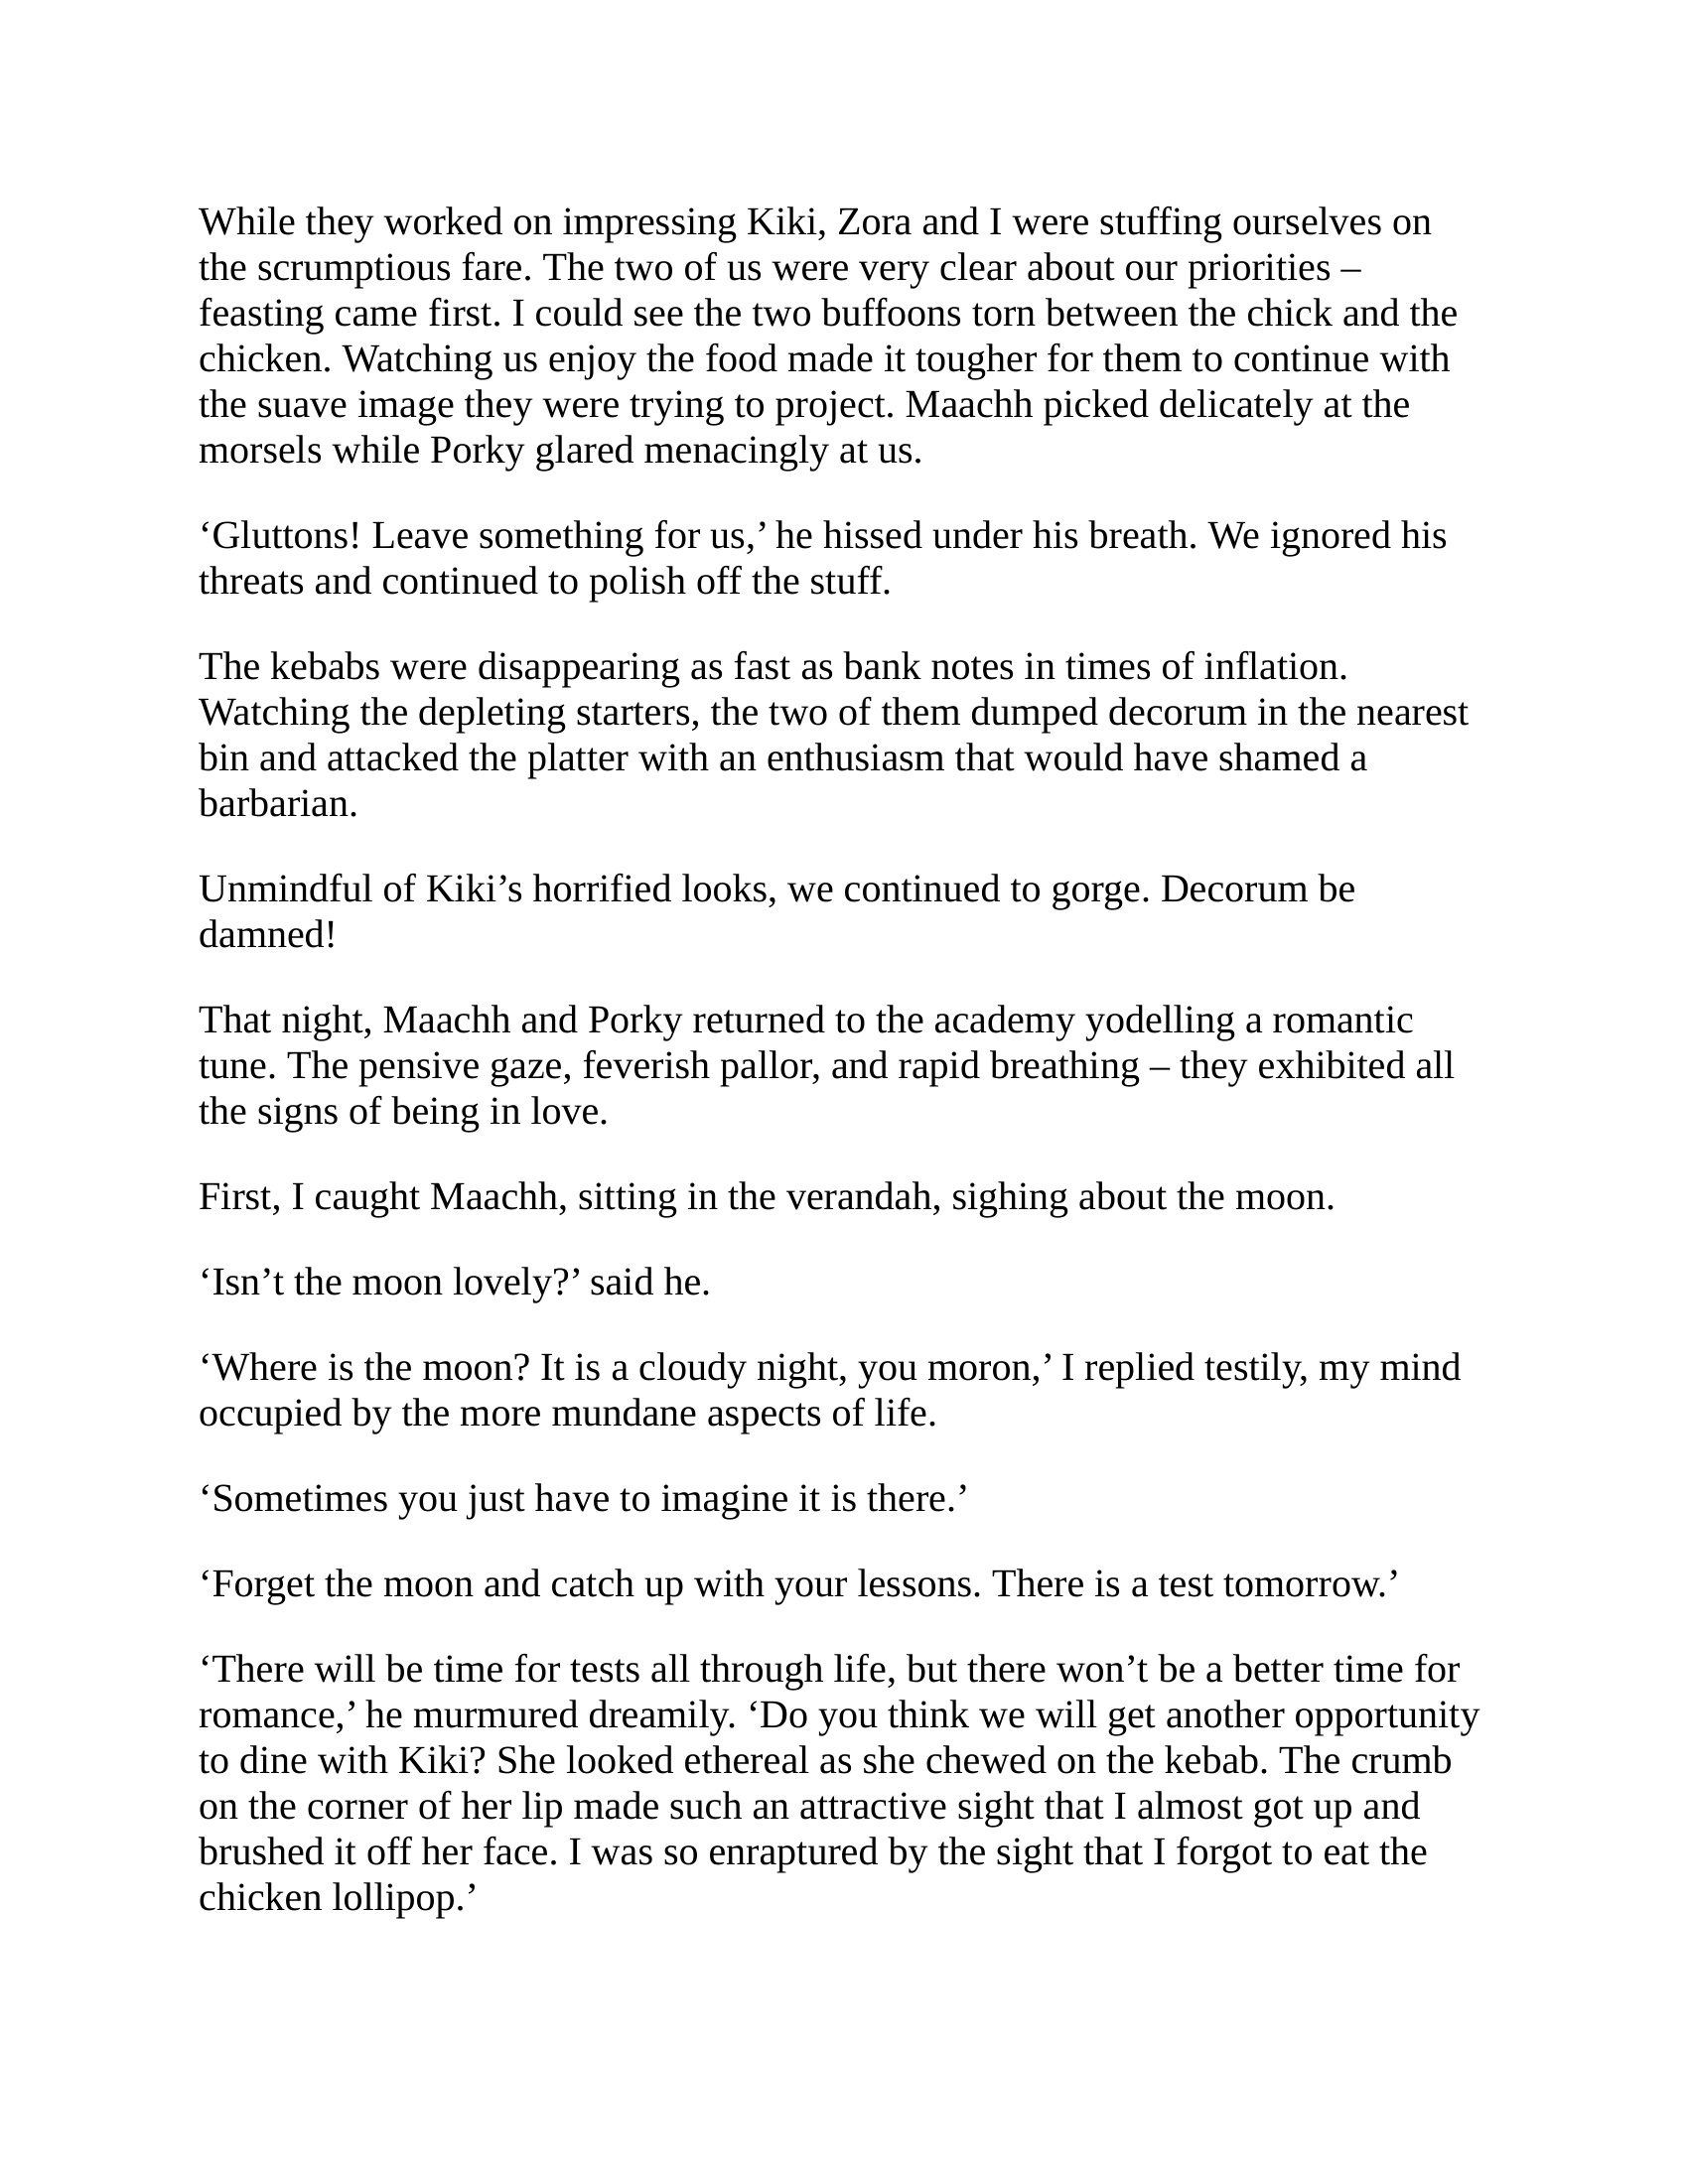 While they worked on impressing Kiki, Zora and I were stuffing ourselves on
the scrumptious fare. The two of us were very clear about our priorities –
feasting came first. I could see the two buffoons torn between the chick and the
chicken. Watching us enjoy the food made it tougher for them to continue with
the suave image they were trying to project. Maachh picked delicately at the
morsels while Porky glared menacingly at us.
‘Gluttons! Leave something for us,’ he hissed under his breath. We ignored his
threats and continued to polish off the stuff.
The kebabs were disappearing as fast as bank notes in times of inflation.
Watching the depleting starters, the two of them dumped decorum in the nearest
bin and attacked the platter with an enthusiasm that would have shamed a
barbarian.
Unmindful of Kiki’s horrified looks, we continued to gorge. Decorum be
damned!
That night, Maachh and Porky returned to the academy yodelling a romantic
tune. The pensive gaze, feverish pallor, and rapid breathing – they exhibited all
the signs of being in love.
First, I caught Maachh, sitting in the verandah, sighing about the moon.
‘Isn’t the moon lovely?’ said he.
‘Where is the moon? It is a cloudy night, you moron,’ I replied testily, my mind
occupied by the more mundane aspects of life.
‘Sometimes you just have to imagine it is there.’
‘Forget the moon and catch up with your lessons. There is a test tomorrow.’
‘There will be time for tests all through life, but there won’t be a better time for
romance,’ he murmured dreamily. ‘Do you think we will get another opportunity
to dine with Kiki? She looked ethereal as she chewed on the kebab. The crumb
on the corner of her lip made such an attractive sight that I almost got up and
brushed it off her face. I was so enraptured by the sight that I forgot to eat the
chicken lollipop.’